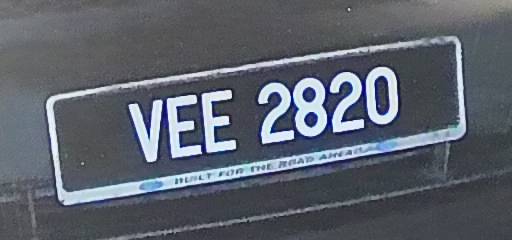 VEE 2820
BUILT FOR THE ROAD AHEAD